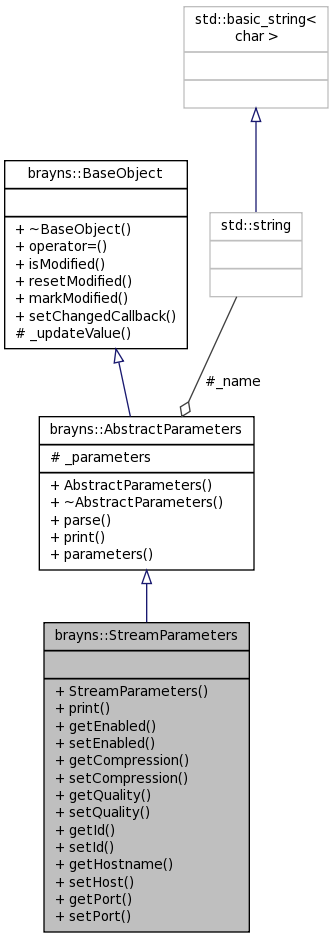 std::basic_string<
char >
brayns::BaseObject
+ ~BaseObject()
+ operator=()
+ isModified()
+ resetModified()
+ markModified()
+ setChangedCallback()
# _updateValue()
std::string
#_name
brayns::AbstractParameters
# _parameters
+ AbstractParameters()
+ ~AbstractParameters()
+ parse()
+ print()
+ parameters()
brayns::StreamParameters
+ StreamParameters()
+ print()
+ getEnabled()
+ setEnabled()
+ getCompression()
+ setCompression()
+ getQuality()
+ setQuality()
+ getId()
+ setId()
+ getHostname()
+ setHost()
+ getPort()
+ setPort()